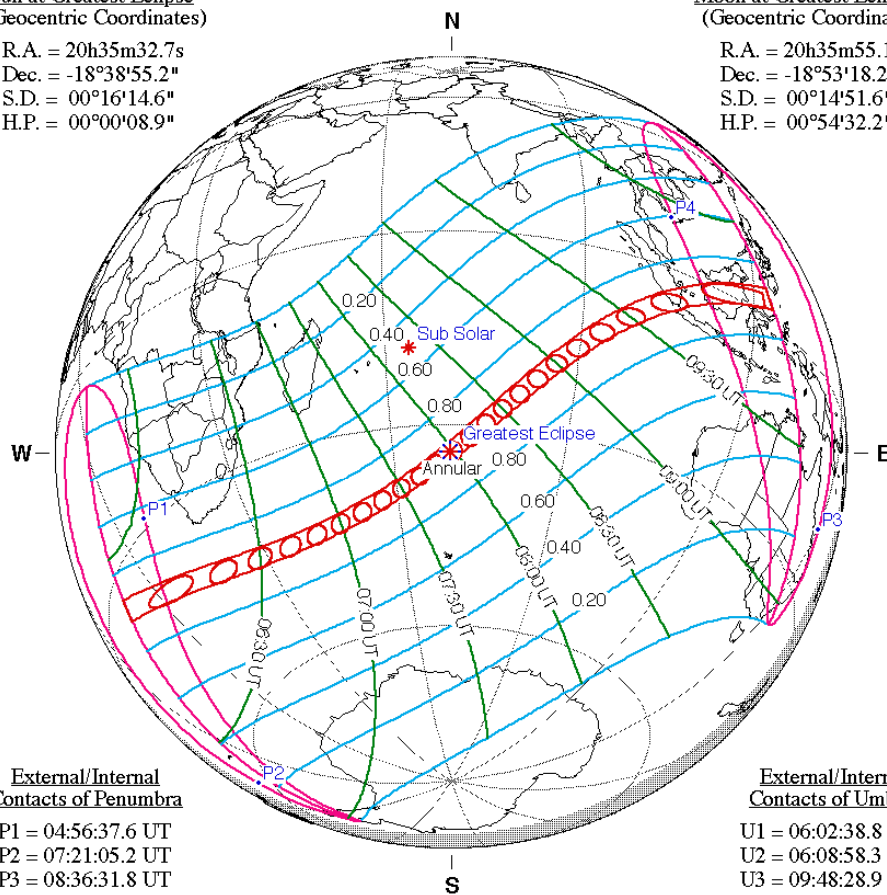 (Geocentric Coordinates)
R.A. = 20h35m32.7s
Dec. = -18°38'55.2"
S.D. = 00°16'14.6"
H.P. = 00°00'08.9"
N
(Geocentric Coordina
R.A. = 20h35m55.1
Dec. = -18°53'18.2
S.D. = 00°14'51.6"
H.P. = 00°54'32.2"
P4
0.20
0.40
Sub Solar
0.60
09:30 UT
0.80
Greatest Eclipse
W
E
Annular
0.80
09:00 UT
0.60
P1
08:30 UT
P3
0.40
08:00 UT
0.20
07:30 UT
07:00 UT
06:30 UT
P2
External/Internal
Contacts of Penumbra
P1 = 04:56:37.6 UT
P2 = 07:21:05.2 UT
P3 = 08:36:31.8 UT
S
External/Intern
Contacts of Uml
U1 = 06:02:38.8
U2 = 06:08:58.3
U3 = 09:48:28.9